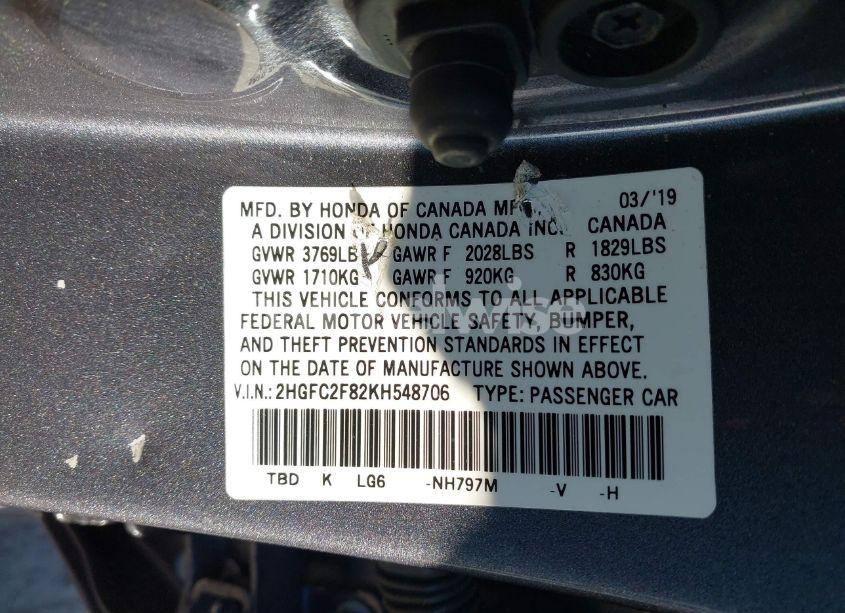 03/'19
MFD. BY HONDA OF CANADA MFG.
A DIVISION OF HONDA CANADA INC. CANADA
GVWR 3769LB GAWR F 2028LBS R 1829LBS
GVWR 1710KG GAWR F 920KG R 830KG
THIS VEHICLE CONFORMS TO ALL APPLICABLE
FEDERAL MOTOR VEHICLE SAFETY, BUMPER,
AND THEFT PREVENTION STANDARDS IN EFFECT
ON THE DATE OF MANUFACTURE SHOWN ABOVE.
V.I.N.: 2HGFC2F82KH548706 TYPE: PASSENGER CAR
TBD K LG6 -NH797M -V -H